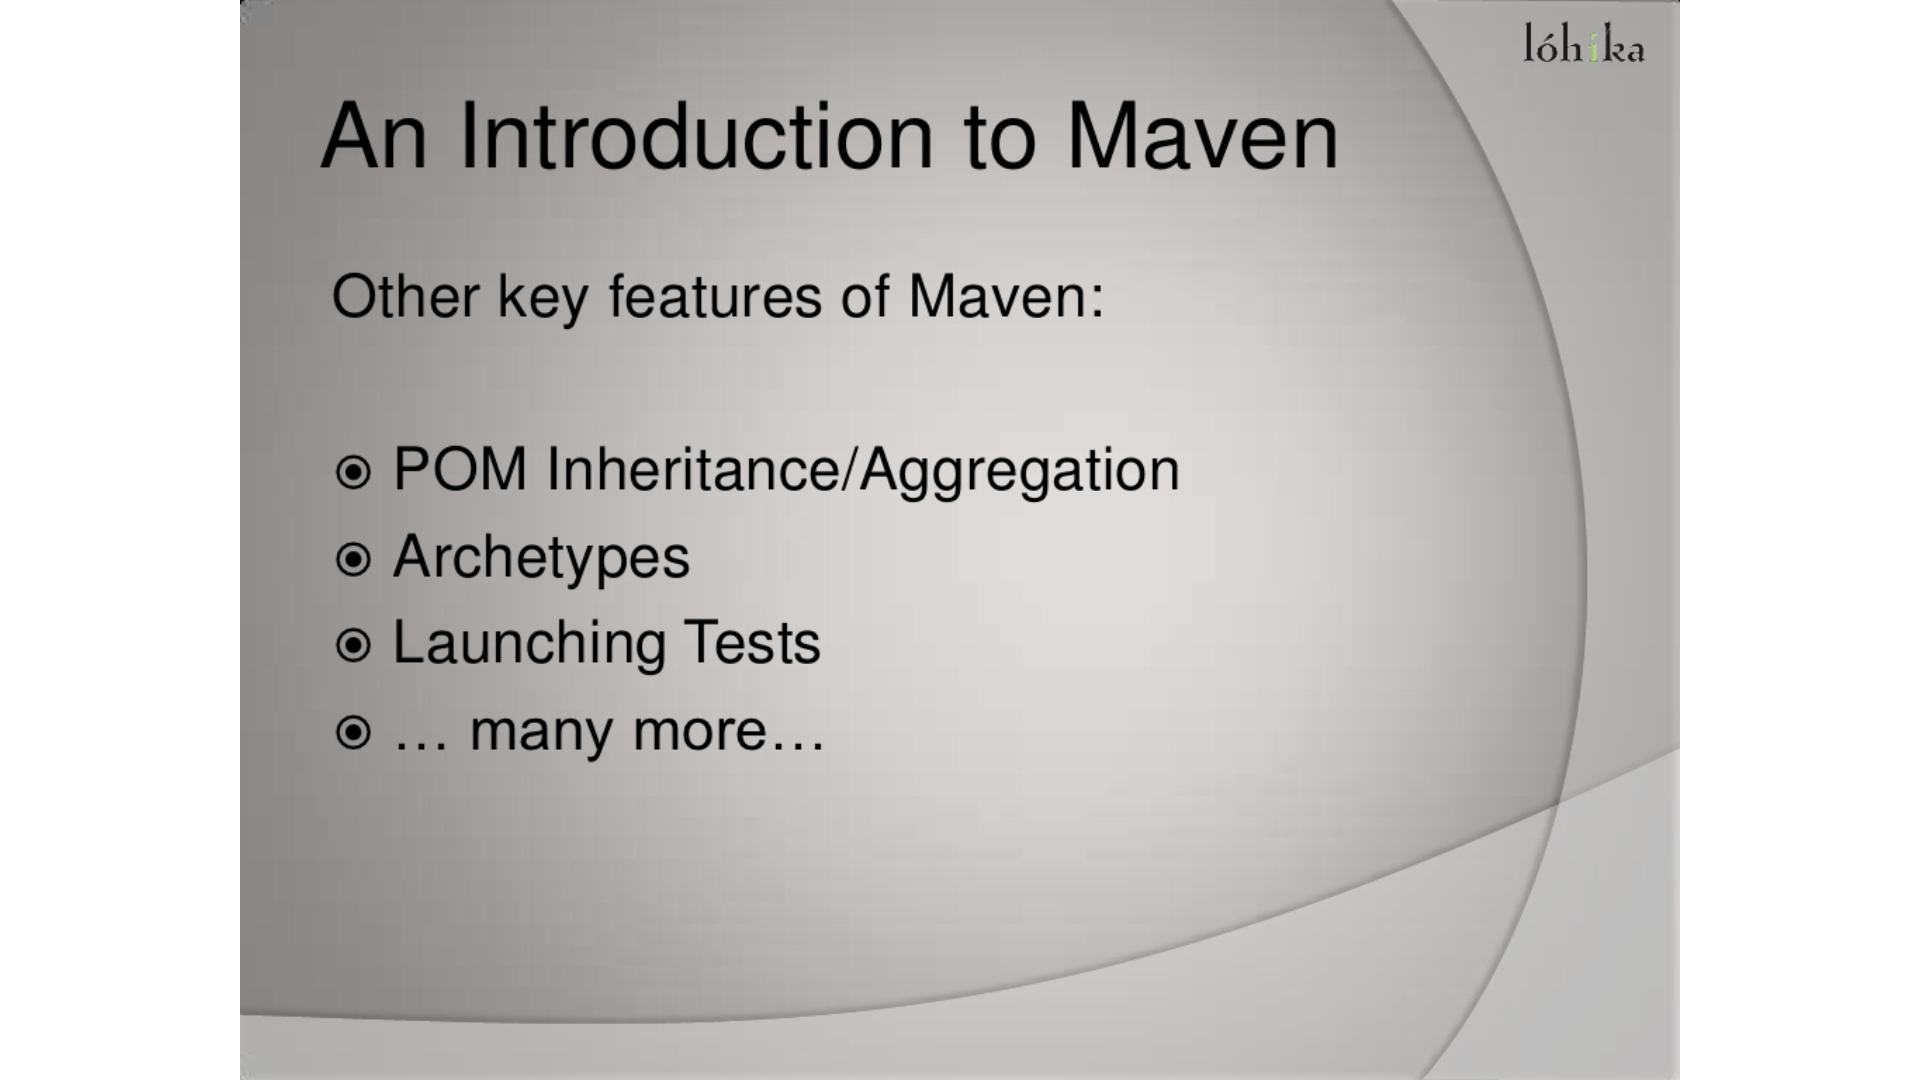 lóhika
An Introduction to Maven
Other key features of Maven:
POM Inheritance/Aggregation
Archetypes
Launching Tests
… many more…